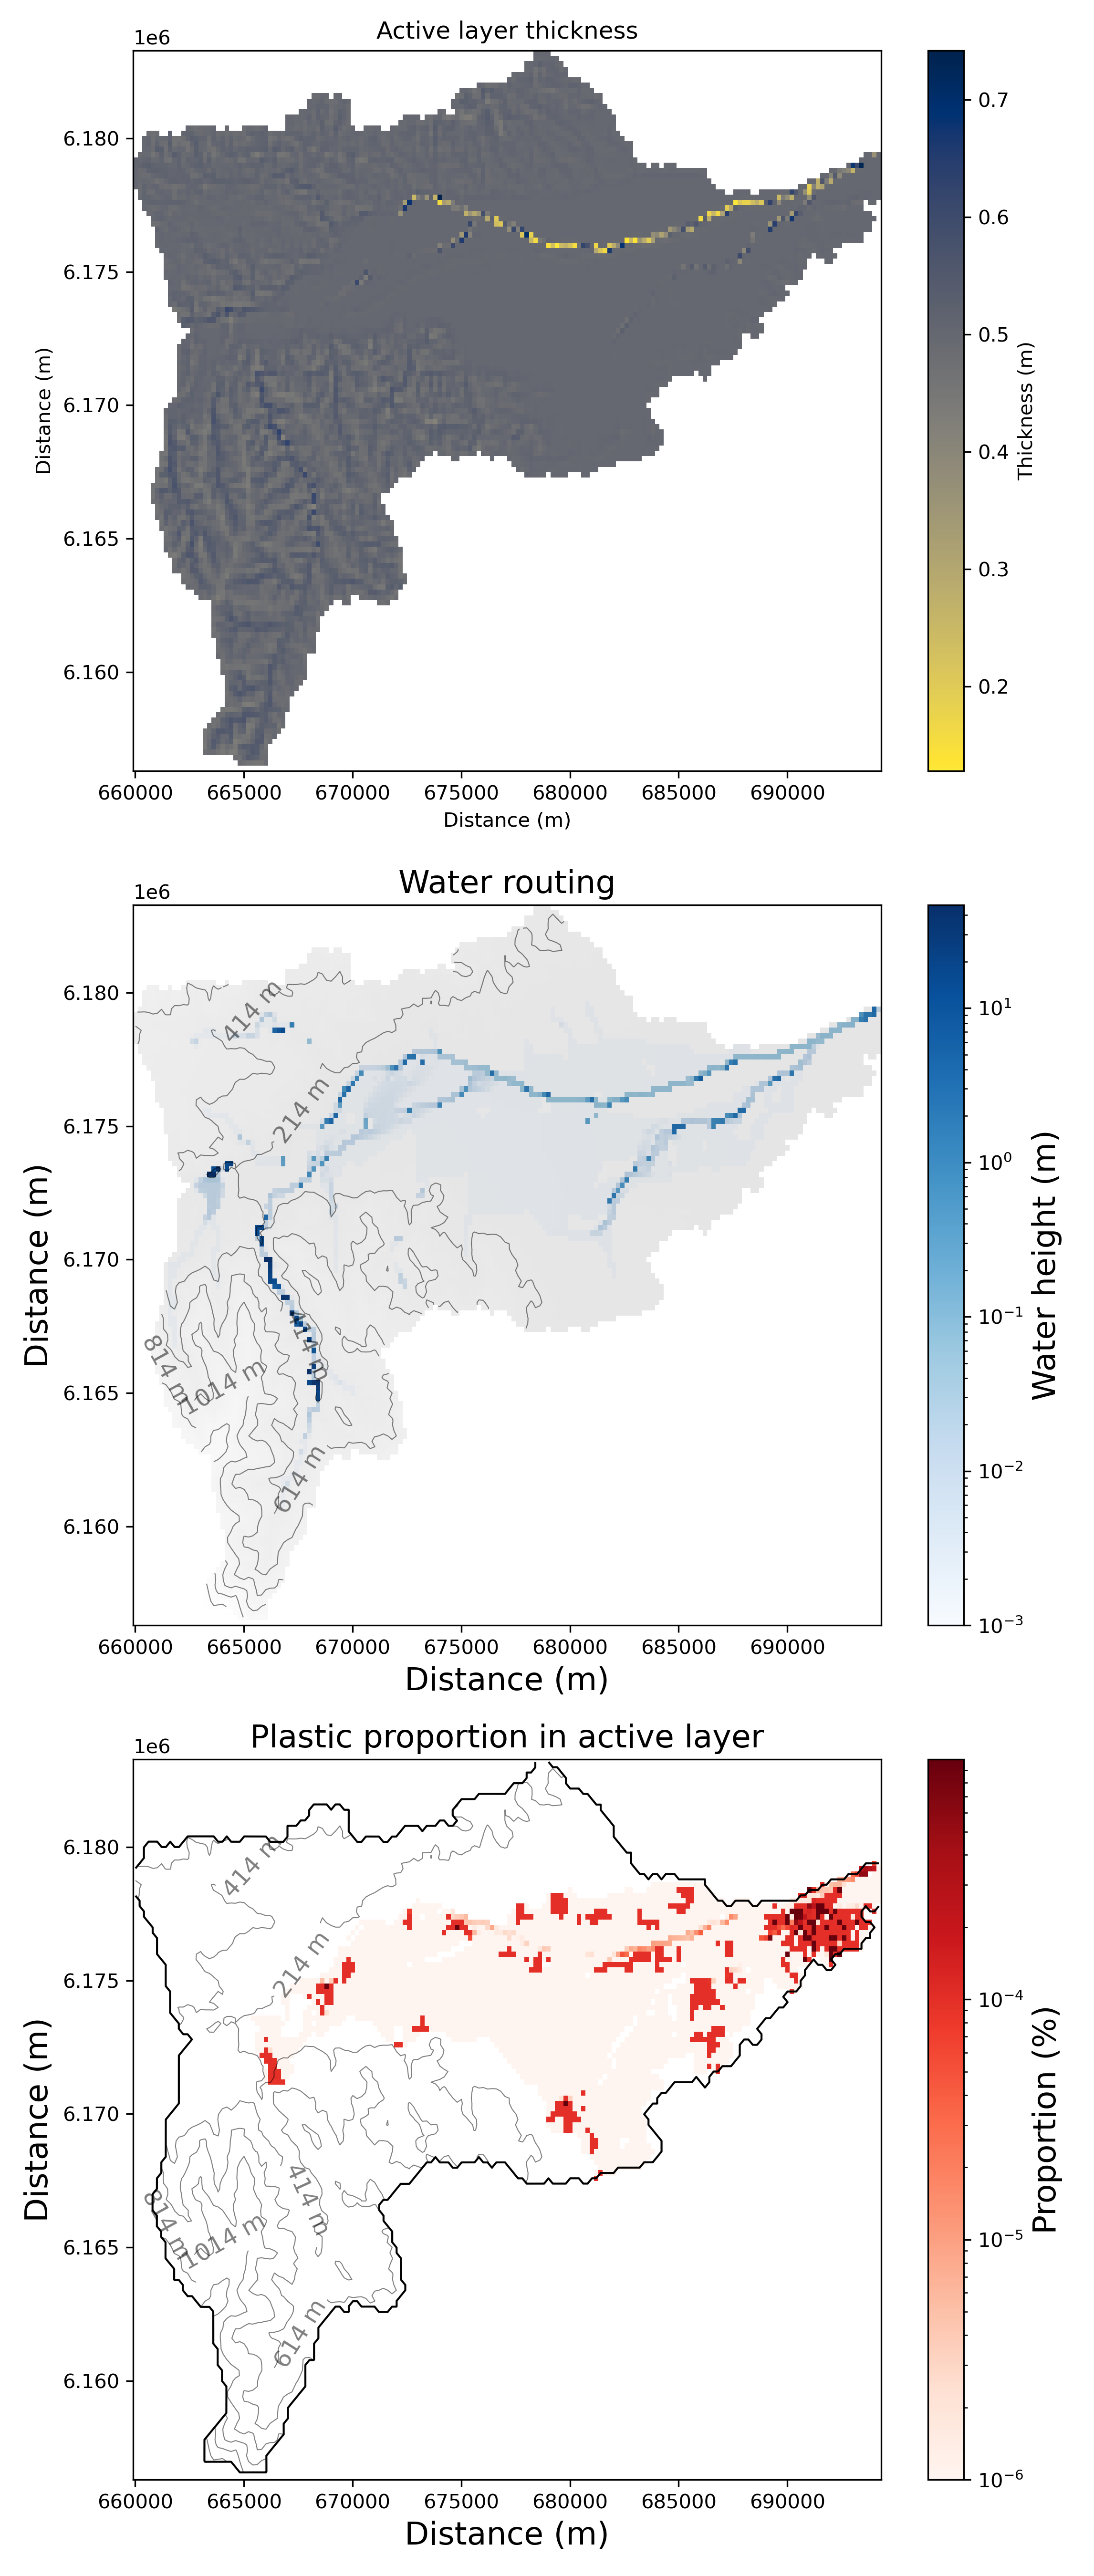 Active layer thickness
1e6
6.180
6.175
6.170
6.165
6.160
Distance (m)
660000 665000 670000 675000 680000 685000 690000
Distance (m)
0.7
0.6
0.5
0.4
0.3
0.2
Thickness (m)
Water routing
1e6
6.180
6.175
6.170
6.165
6.160
Distance (m)
414 m
214 m
414 m
814 m
1014 m
614 m
660000 665000 670000 675000 680000 685000 690000
Distance (m)
10¹
10⁰
10⁻¹
10⁻²
10⁻³
Water height (m)
Plastic proportion in active layer
1e6
6.180
6.175
6.170
6.165
6.160
Distance (m)
414 m
214 m
414 m
814 m
1014 m
614 m
660000 665000 670000 675000 680000 685000 690000
Distance (m)
10⁻⁴
10⁻⁵
10⁻⁶
Proportion (%)